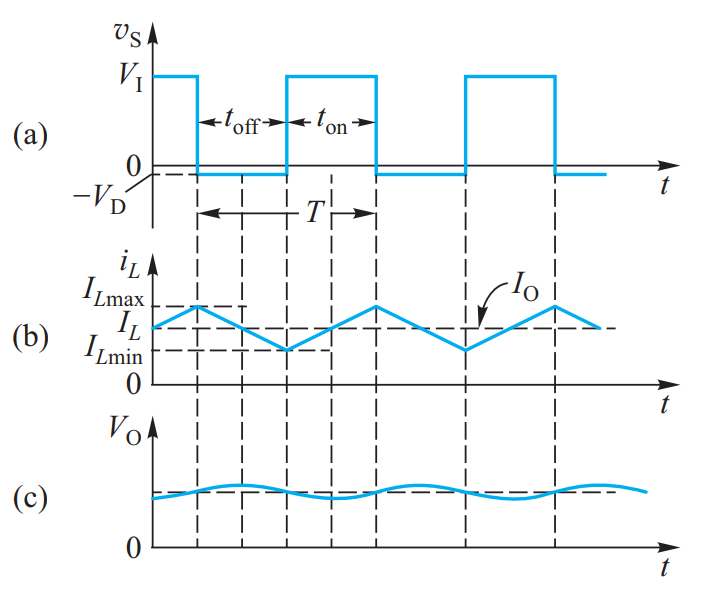 v_S
V_I
(a)
t_off
t_on
0
t
−V_D
T
i_L
I_Lmax
I_O
(b)
I_L
I_Lmin
0
t
V_O
(c)
0
t